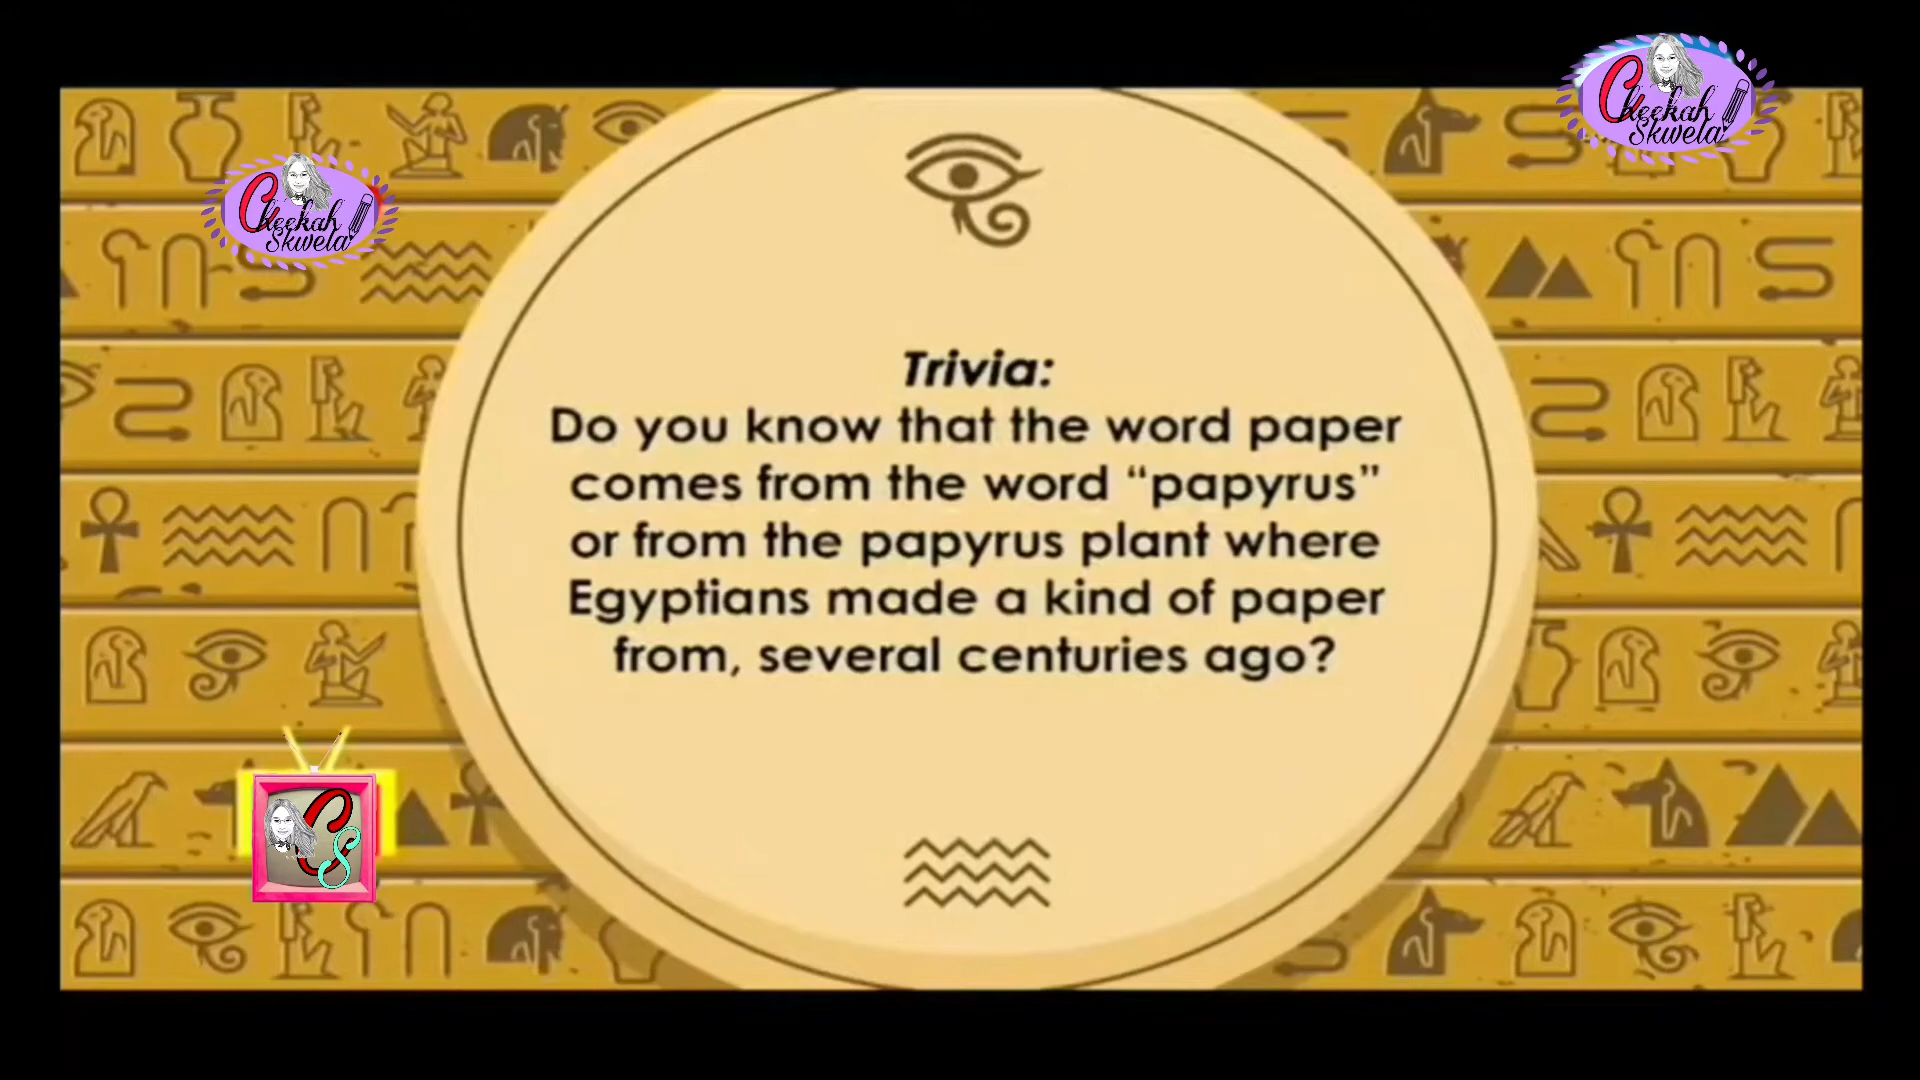 Cheekah
Skwela
Cheekah
Skwela
Trivia:
Do you know that the word paper
comes from the word “papyrus”
or from the papyrus plant where
Egyptians made a kind of paper
from, several centuries ago?
CS